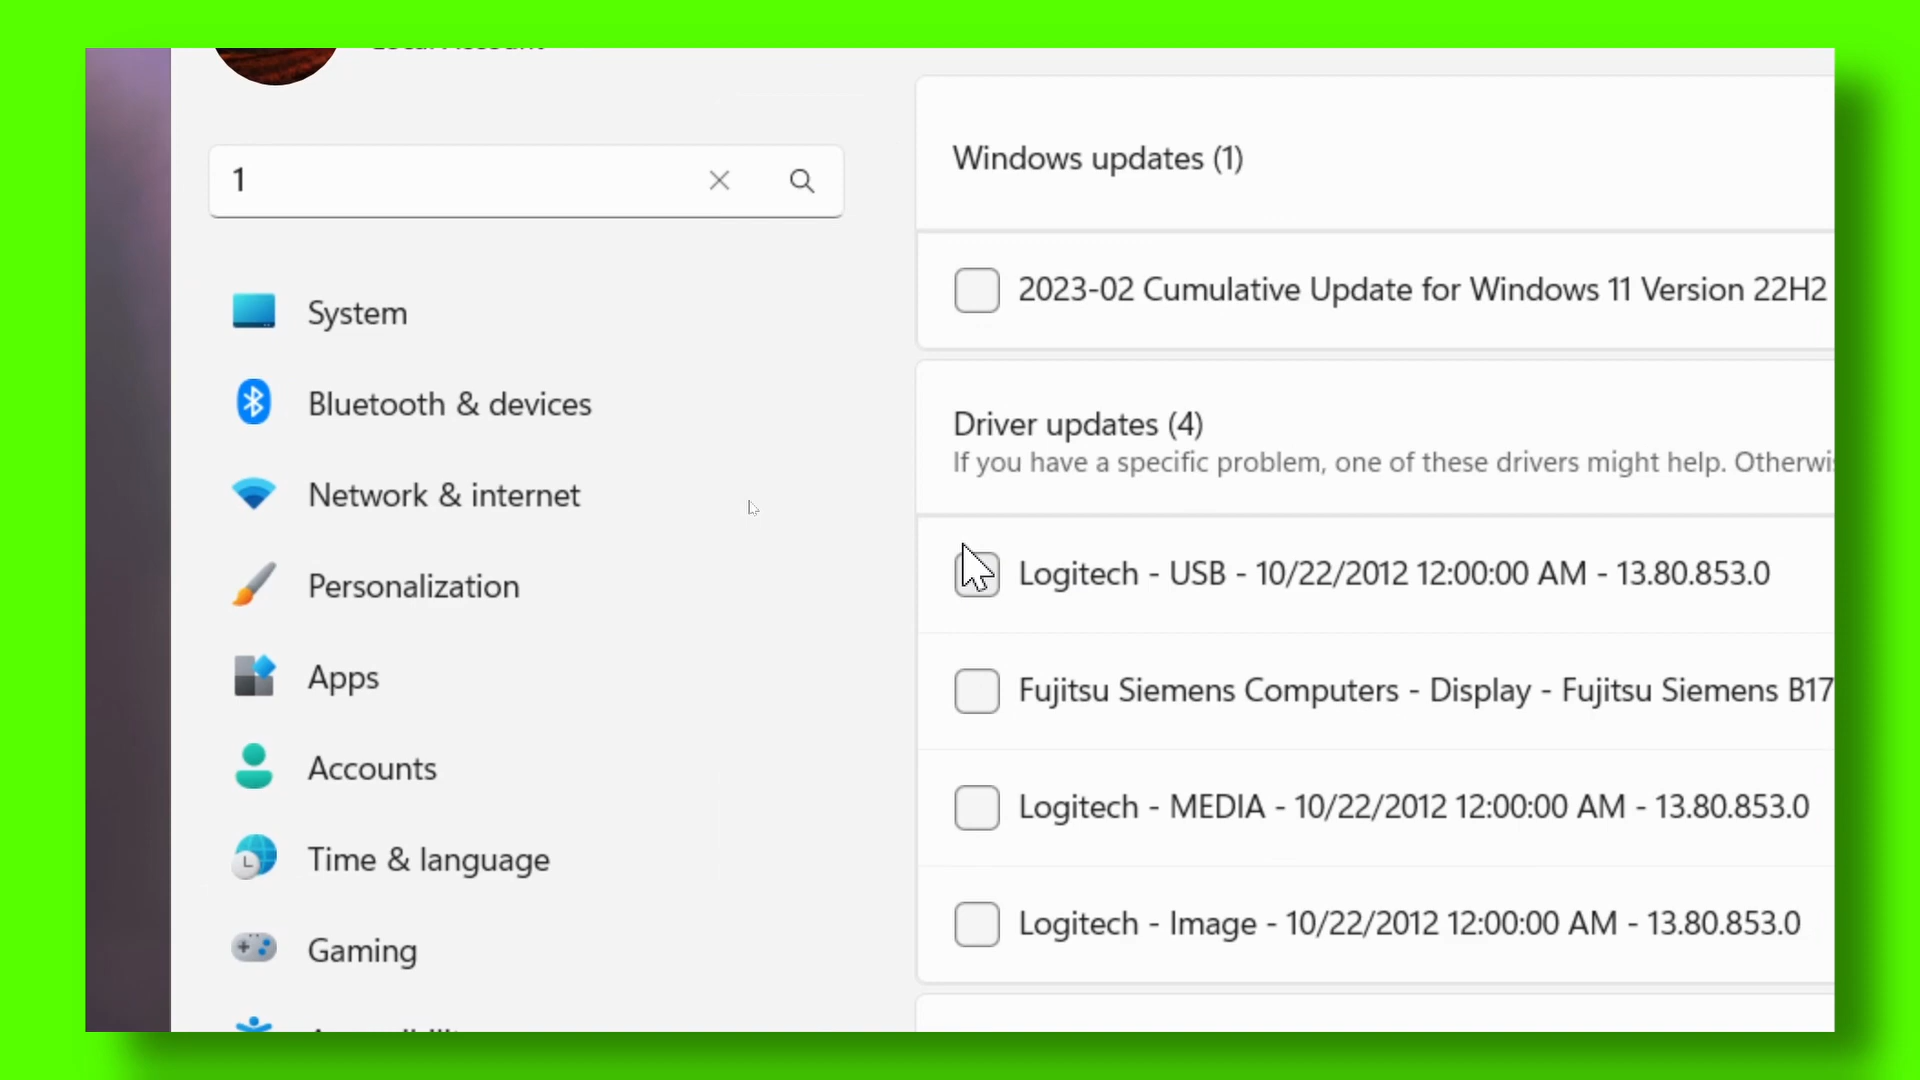 Local Account
1
System
Bluetooth & devices
Network & internet
Personalization
Apps
Accounts
Time & language
Gaming
Windows updates (1)
2023-02 Cumulative Update for Windows 11 Version 22H2
Driver updates (4)
If you have a specific problem, one of these drivers might help. Otherwi
Logitech - USB - 10/22/2012 12:00:00 AM - 13.80.853.0
Fujitsu Siemens Computers - Display - Fujitsu Siemens B17
Logitech - MEDIA - 10/22/2012 12:00:00 AM - 13.80.853.0
Logitech - Image - 10/22/2012 12:00:00 AM - 13.80.853.0